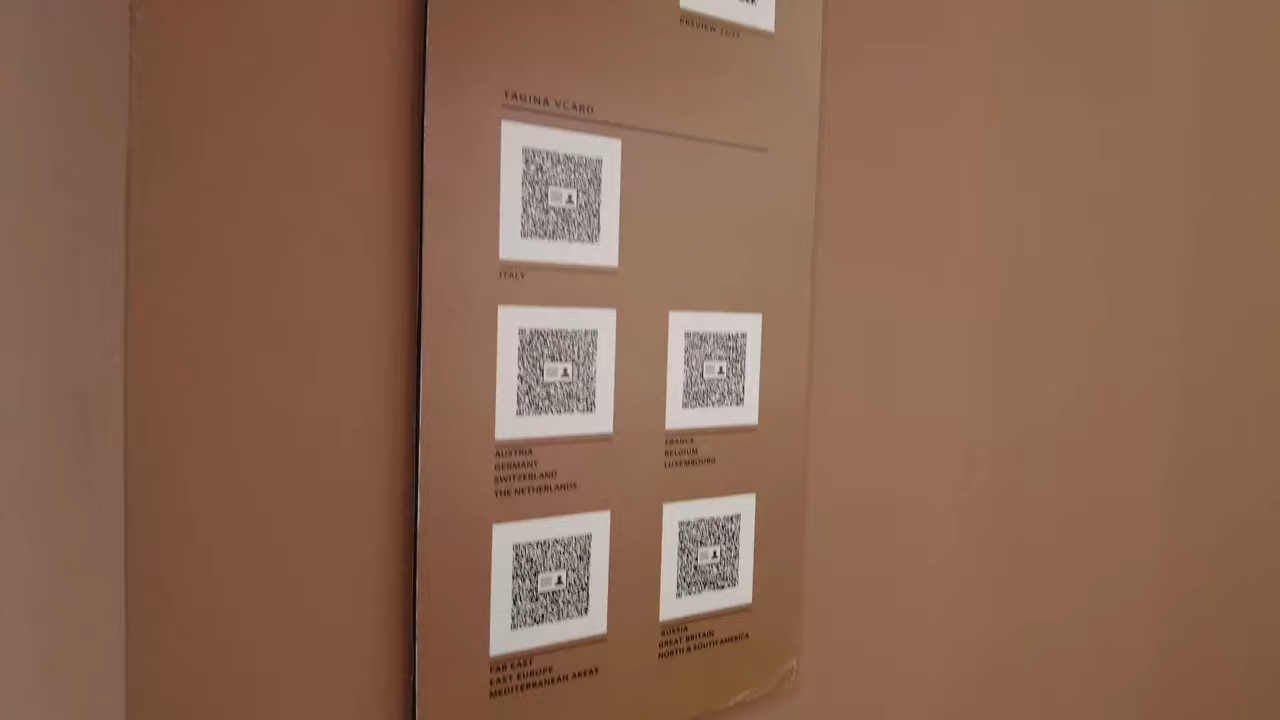 PREVIEW
TAGINA VCARD
ITALY
AUSTRIA
GERMANY
SWITZERLAND
THE NETHERLANDS
FRANCE
BELGIUM
LUXEMBOURG
FAR EAST
EAST EUROPE
MEDITERRANEAN AREAS
RUSSIA
GREAT BRITAIN
NORTH & SOUTH AMERICA